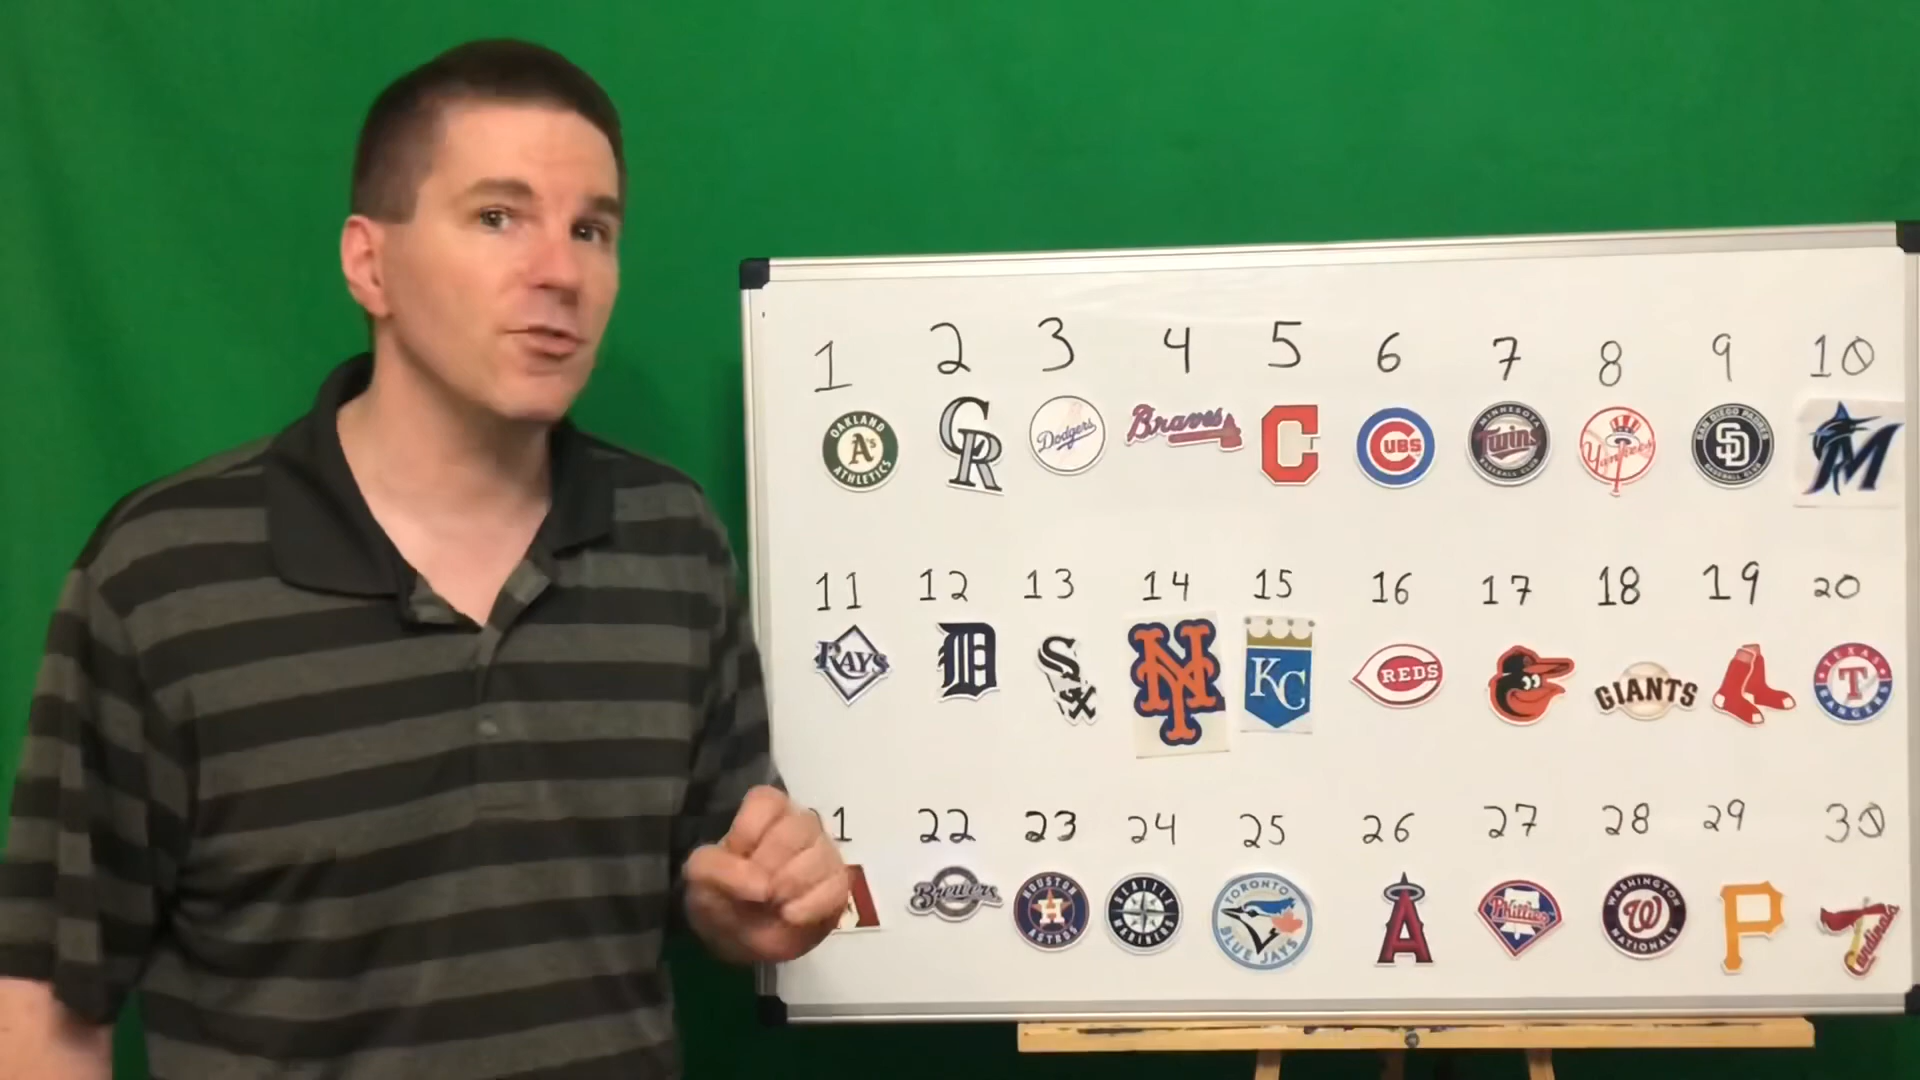 1 2 3 4 5 6 7 8 9 10
OAKLAND A's ATHLETICS
CR
Dodgers
Braves
C
CUBS
MINNESOTA Twins BASEBALL CLUB
Yankees
SAN DIEGO PADRES SD BASEBALL CLUB
M
11 12 13 14 15 16 17 18 19 20
RAYS
D
Sox
NY
KC
REDS
GIANTS
TEXAS T RANGERS
1 22 23 24 25 26 27 28 29 30
A
Brewers
HOUSTON H ASTROS
SEATTLE MARINERS
TORONTO BLUE JAYS
A
Phillies
WASHINGTON W NATIONALS
P
Cardinals